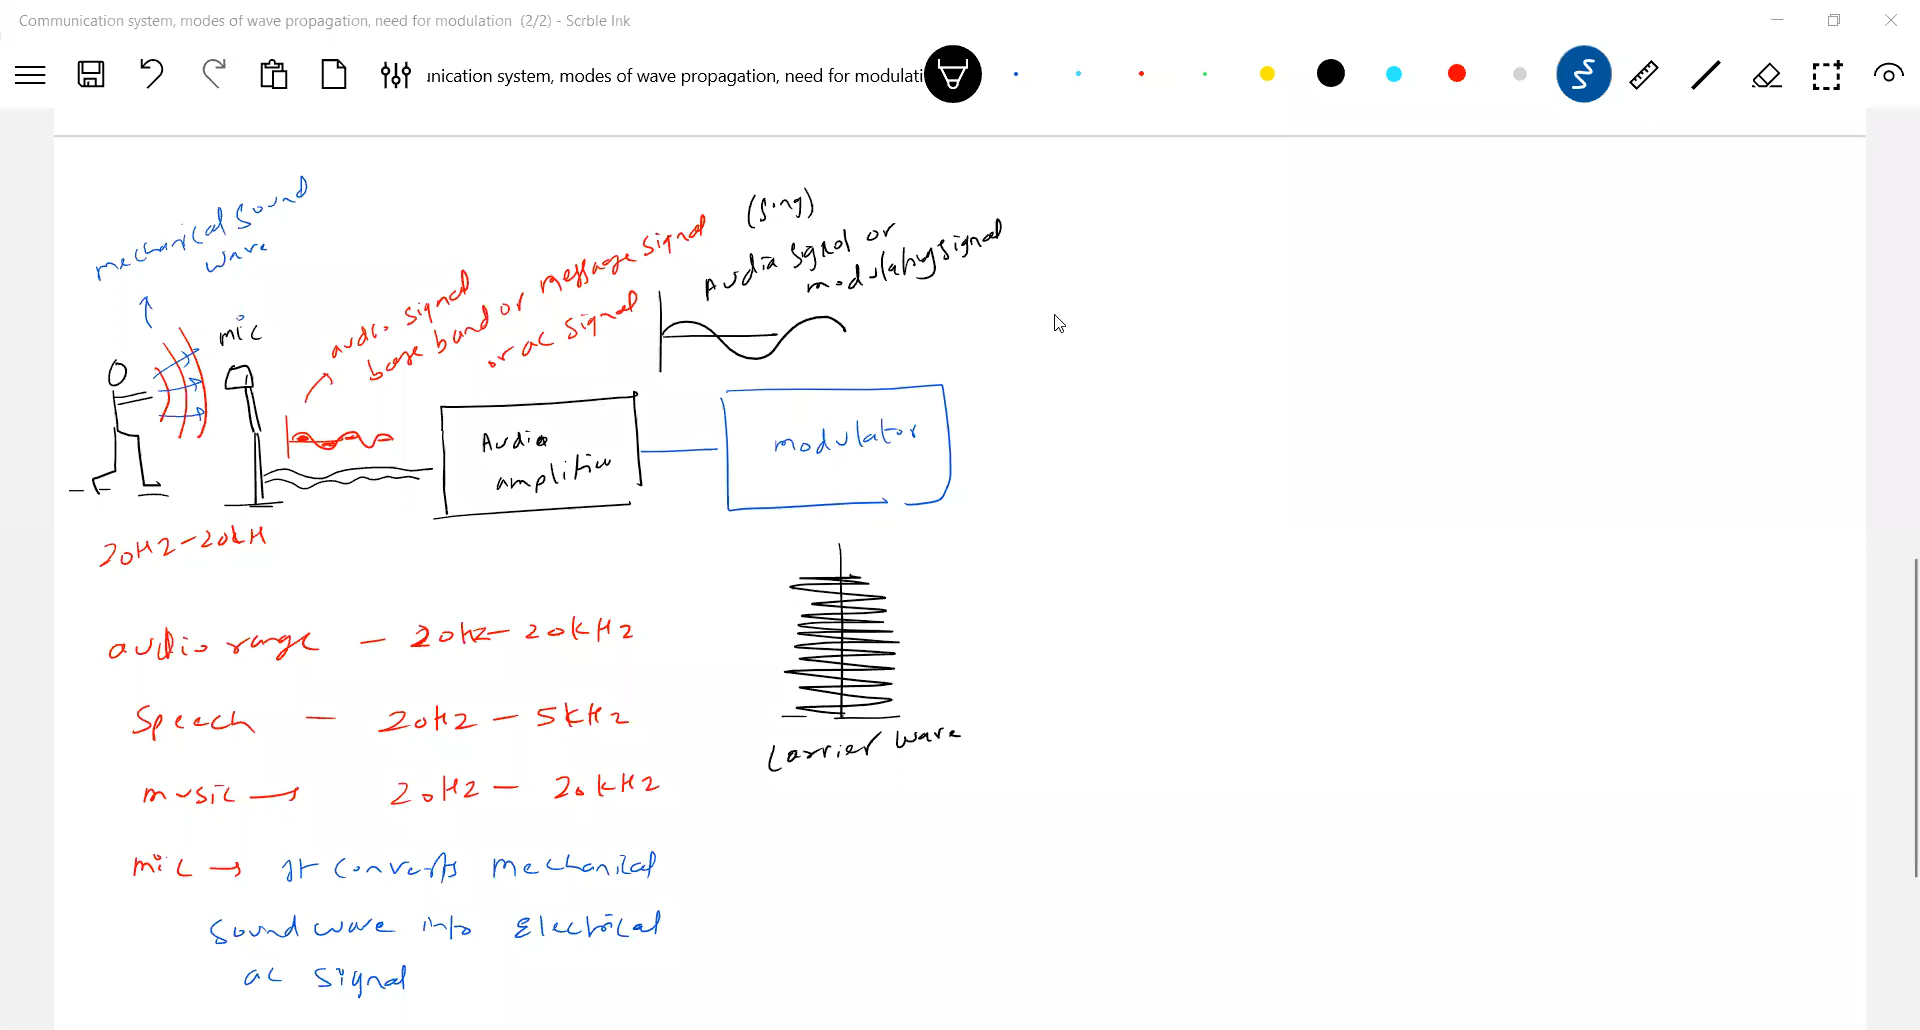 Communication system, modes of wave propagation, need for modulation (2/2) - Scrble Ink
unication system, modes of wave propagation, need for modulati
mechanical sound
wave
mic
audio signal
base band or message signal
or ac signal
(sing)
Audio signal or
modulating signal
Audio
amplifier
modulator
20Hz-20kH
audio range - 20Hz- 20kHz
Speech - 20Hz - 5kHz
music → 20Hz - 20kHz
Carrier wave
mic → It converts mechanical
sound wave into Electrical
ac signal